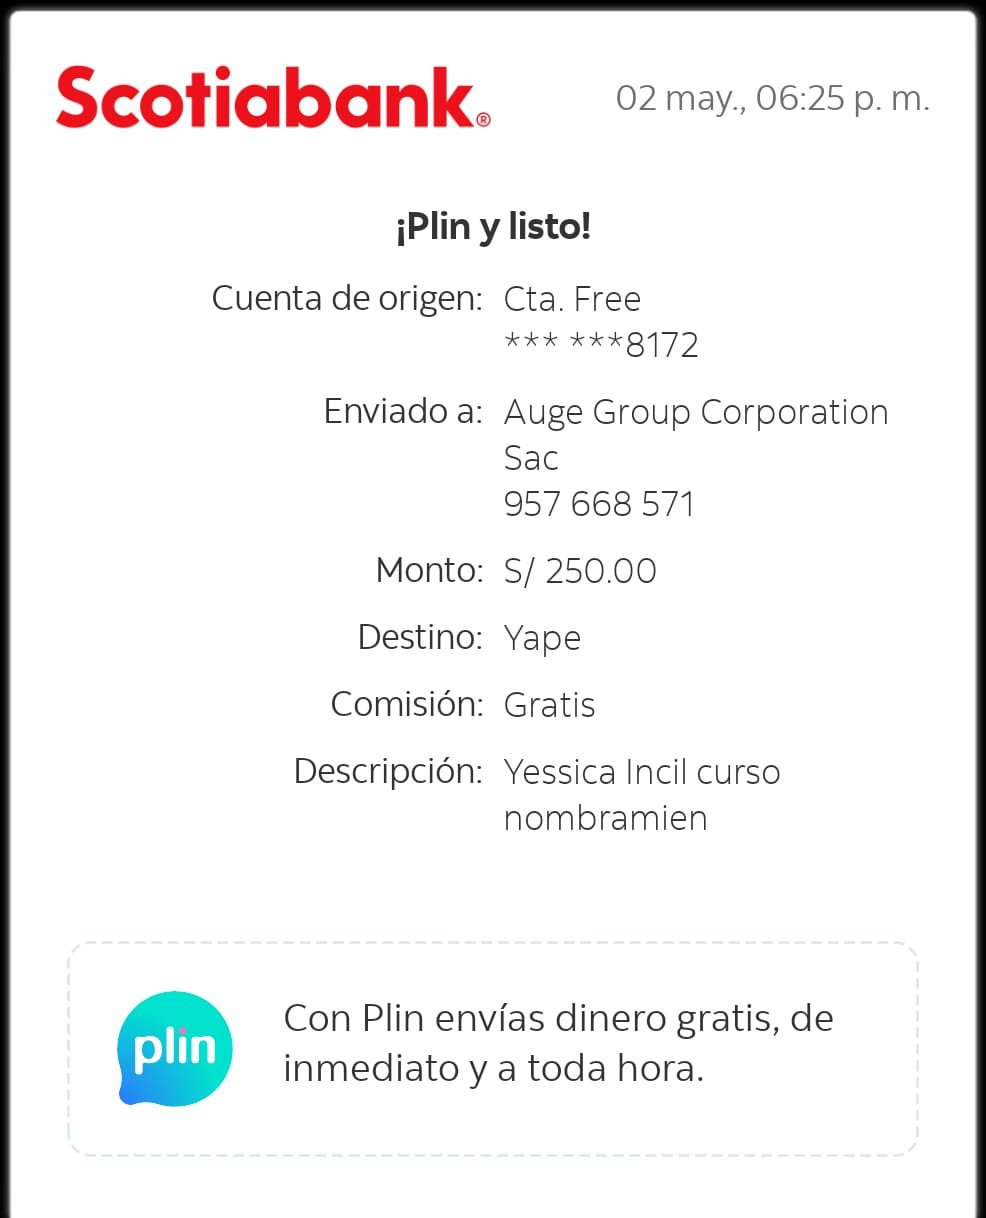 Scotiabank®
02 may., 06:25 p. m.
¡Plin y listo!
Cuenta de origen: Cta. Free
*** ***8172
Enviado a: Auge Group Corporation
Sac
957 668 571
Monto: S/ 250.00
Destino: Yape
Comisión: Gratis
Descripción: Yessica Incil curso
nombramien
plin
Con Plin envías dinero gratis, de
inmediato y a toda hora.